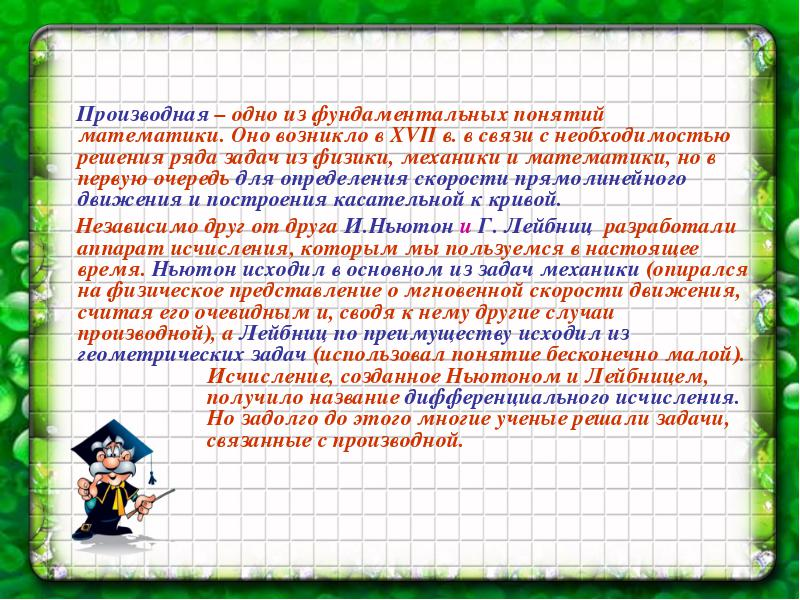 Производная – одно из фундаментальных понятий
математики. Оно возникло в XVII в. в связи с необходимостью
решения ряда задач из физики, механики и математики, но в
первую очередь для определения скорости прямолинейного
движения и построения касательной к кривой.
Независимо друг от друга И.Ньютон и Г. Лейбниц разработали
аппарат исчисления, которым мы пользуемся в настоящее
время. Ньютон исходил в основном из задач механики (опирался
на физическое представление о мгновенной скорости движения,
считая его очевидным и, сводя к нему другие случаи
производной), а Лейбниц по преимуществу исходил из
геометрических задач (использовал понятие бесконечно малой).
Исчисление, созданное Ньютоном и Лейбницем,
получило название дифференциального исчисления.
Но задолго до этого многие ученые решали задачи,
связанные с производной.